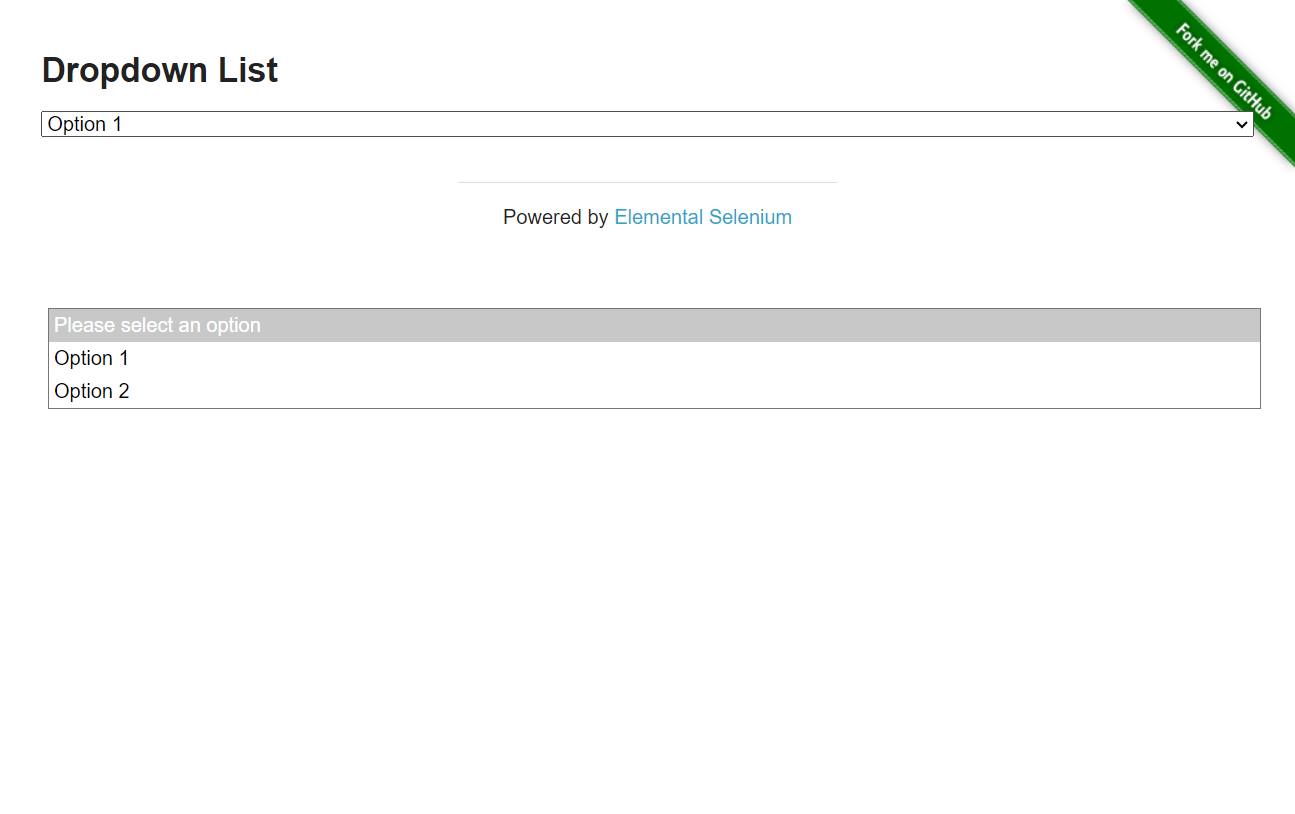 Fork me on GitHub
Dropdown List
Option 1
Powered by Elemental Selenium
Please select an option
Option 1
Option 2